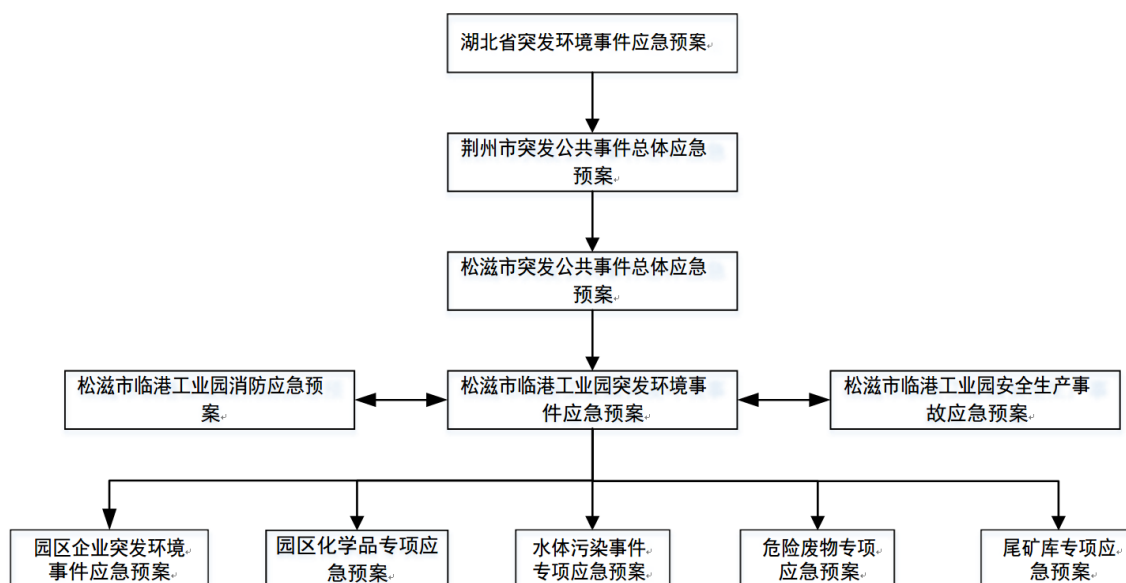 湖北省突发环境事件应急预案
荆州市突发公共事件总体应急
预案
松滋市突发公共事件总体应急
预案
松滋市临港工业园消防应急预
案
松滋市临港工业园突发环境事
件应急预案
松滋市临港工业园安全生产事
故应急预案
园区企业突发环境
事件应急预案
园区化学品专项应
急预案
水体污染事件
专项应急预案
危险废物专项
应急预案
尾矿库专项应
急预案